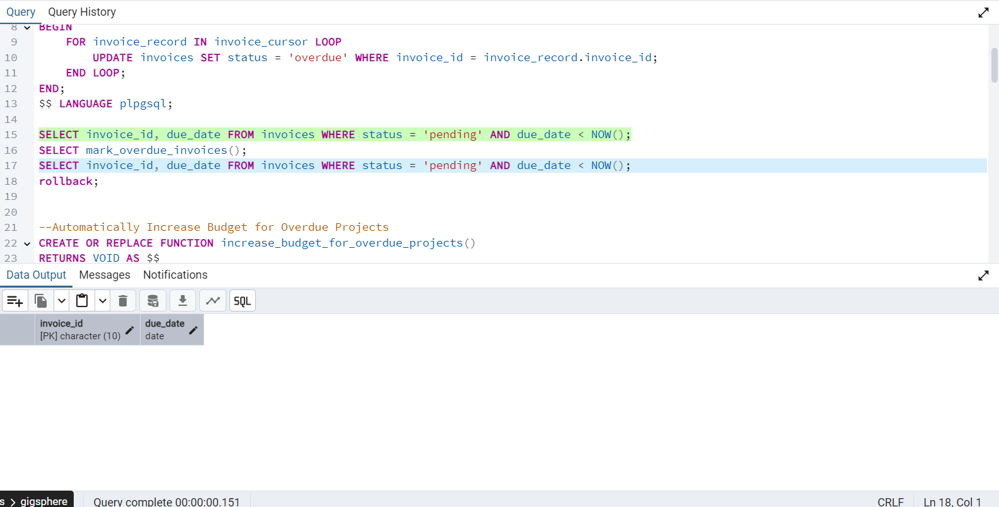 Query Query History
8 BEGIN
9 FOR invoice_record IN invoice_cursor LOOP
10 UPDATE invoices SET status = 'overdue' WHERE invoice_id = invoice_record.invoice_id;
11 END LOOP;
12 END;
13 $$ LANGUAGE plpgsql;
14
15 SELECT invoice_id, due_date FROM invoices WHERE status = 'pending' AND due_date < NOW();
16 SELECT mark_overdue_invoices();
17 SELECT invoice_id, due_date FROM invoices WHERE status = 'pending' AND due_date < NOW();
18 rollback;
19
20
21 --Automatically Increase Budget for Overdue Projects
22 CREATE OR REPLACE FUNCTION increase_budget_for_overdue_projects()
23 RETURNS VOID AS $$
Data Output Messages Notifications
SQL
invoice_id due_date
[PK] character (10) date
s > gigsphere Query complete 00:00:00.151 CRLF Ln 18, Col 1